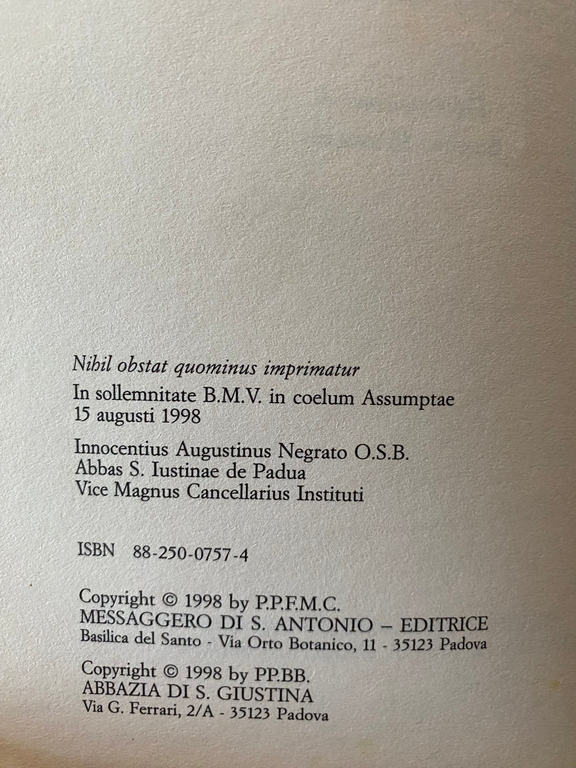 Nihil obstat quominus imprimatur
In sollemnitate B.M.V. in coelum Assumptae
15 augusti 1998
Innocentius Augustinus Negrato O.S.B.
Abbas S. Iustinae de Padua
Vice Magnus Cancellarius Instituti
ISBN 88-250-0757-4
Copyright © 1998 by P.P.F.M.C.
MESSAGGERO DI S. ANTONIO – EDITRICE
Basilica del Santo - Via Orto Botanico, 11 - 35123 Padova
Copyright © 1998 by PP.BB.
ABBAZIA DI S. GIUSTINA
Via G. Ferrari, 2/A - 35123 Padova